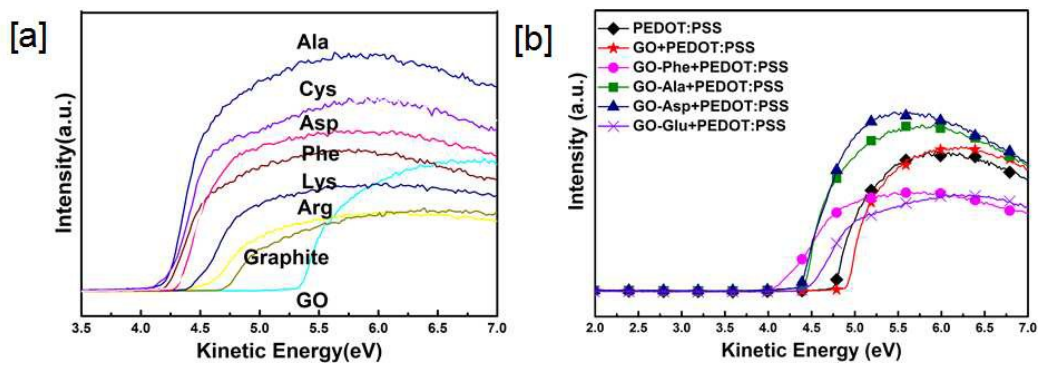 [a]
Intensity(a.u.)
Ala
Cys
Asp
Phe
Lys
Arg
Graphite
GO
3.5 4.0 4.5 5.0 5.5 6.0 6.5 7.0
Kinetic Energy(eV)
[b]
Intensity (a.u.)
PEDOT:PSS
GO+PEDOT:PSS
GO-Phe+PEDOT:PSS
GO-Ala+PEDOT:PSS
GO-Asp+PEDOT:PSS
GO-Glu+PEDOT:PSS
2.0 2.5 3.0 3.5 4.0 4.5 5.0 5.5 6.0 6.5 7.0
Kinetic Energy (eV)